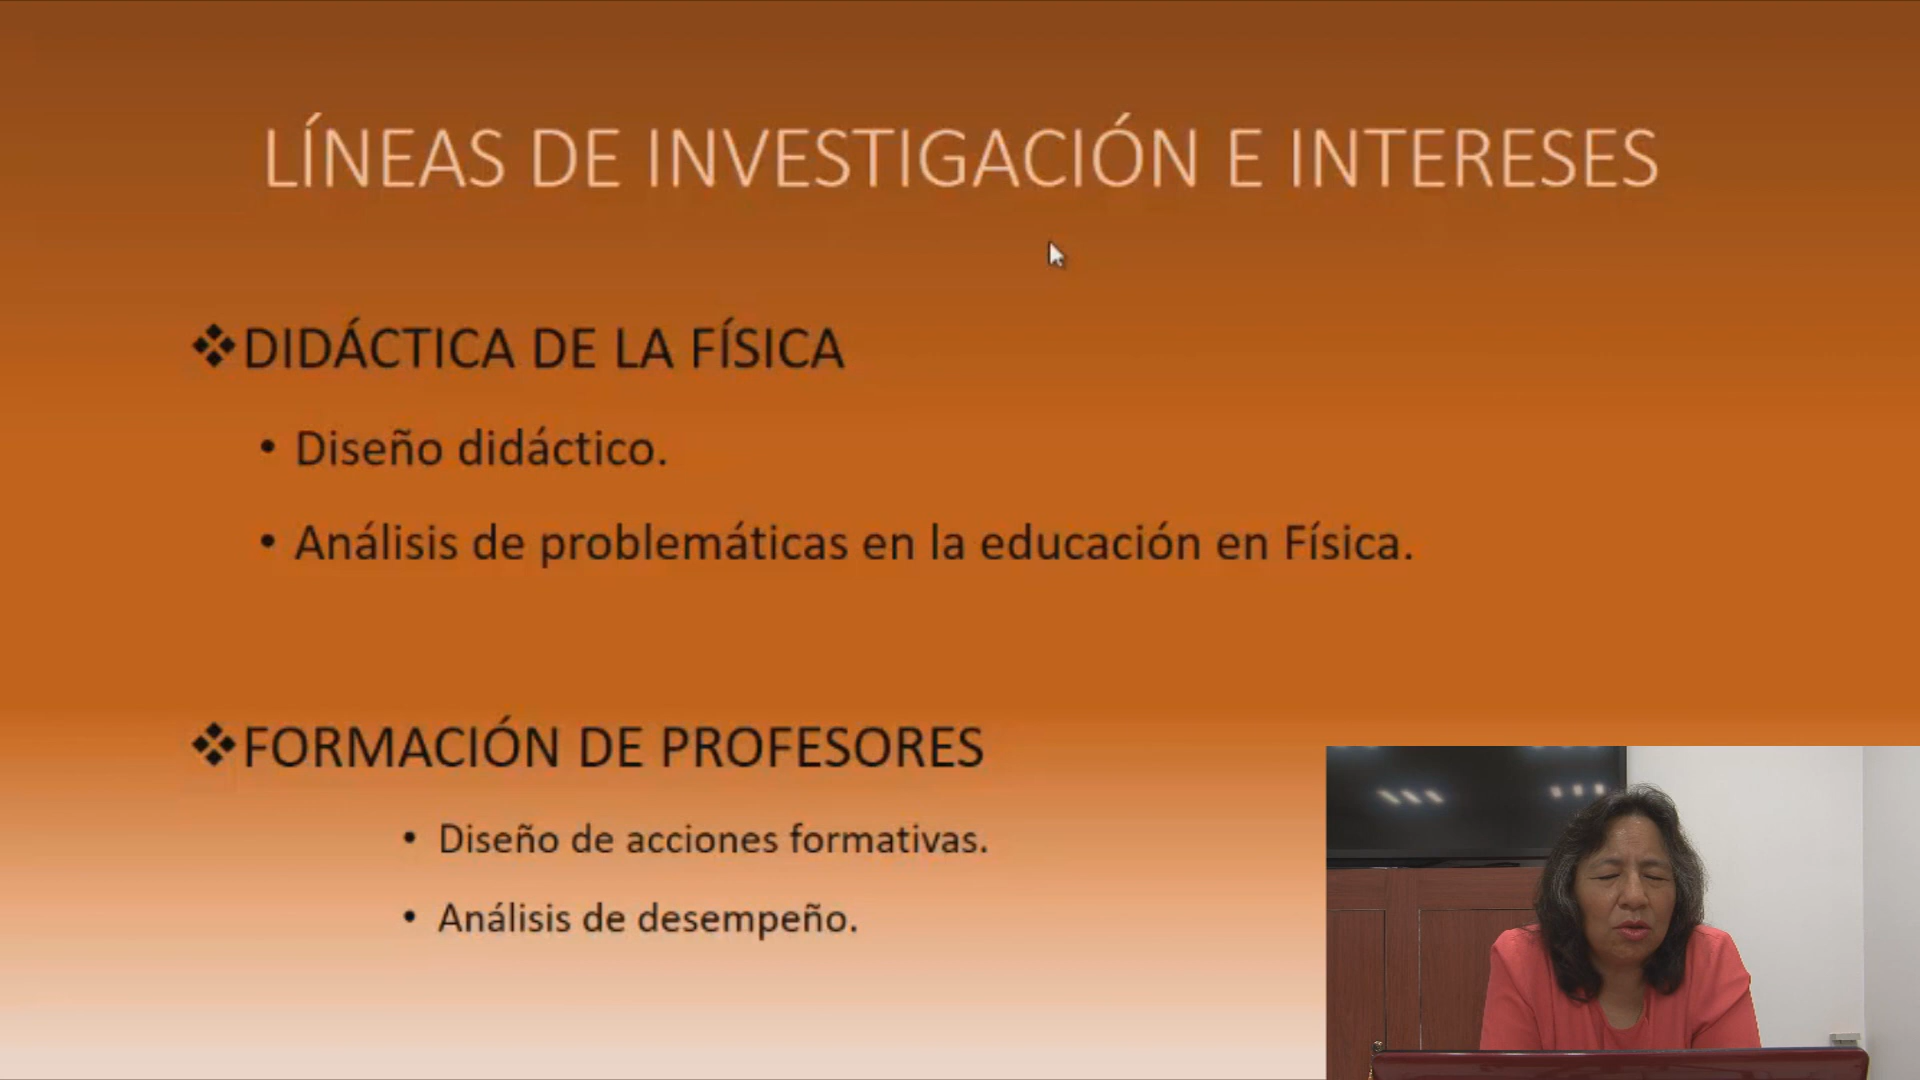 LÍNEAS DE INVESTIGACIÓN E INTERESES
❖DIDÁCTICA DE LA FÍSICA
• Diseño didáctico.
• Análisis de problemáticas en la educación en Física.
❖FORMACIÓN DE PROFESORES
• Diseño de acciones formativas.
• Análisis de desempeño.